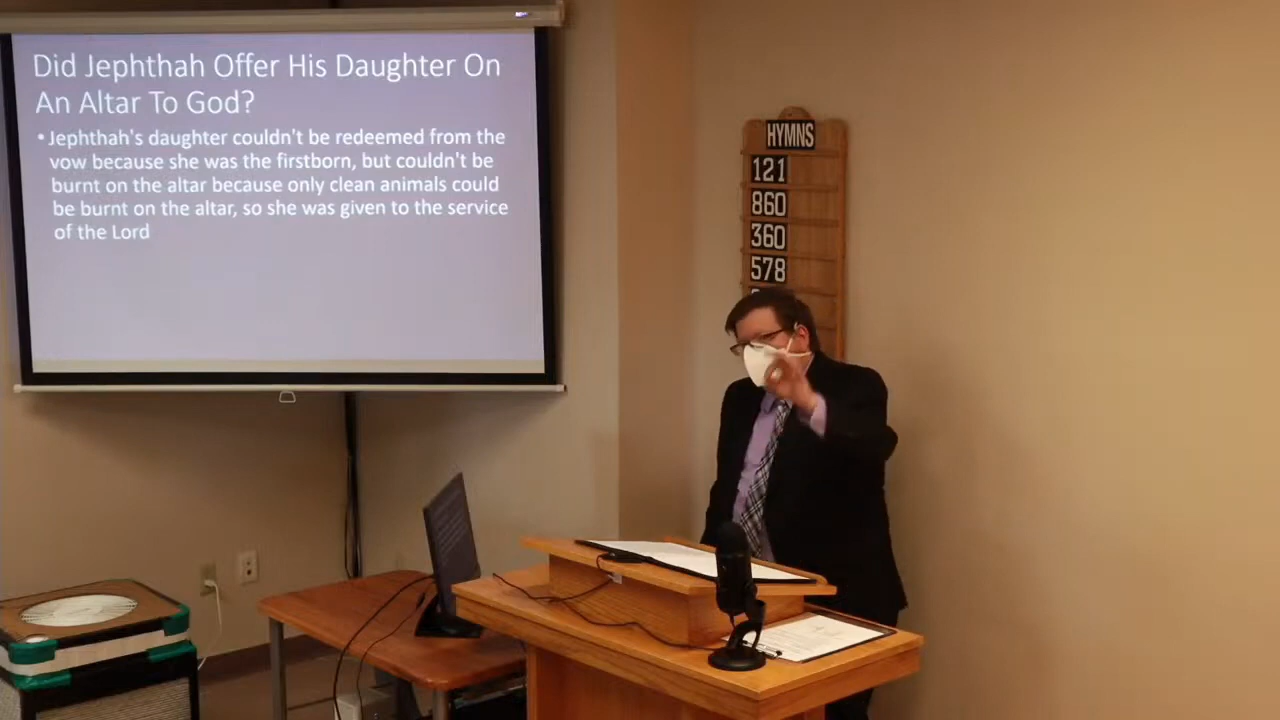 Did Jephthah Offer His Daughter On
An Altar To God?
• Jephthah's daughter couldn't be redeemed from the
vow because she was the firstborn, but couldn't be
burnt on the altar because only clean animals could
be burnt on the altar, so she was given to the service
of the Lord
HYMNS
121
860
360
578